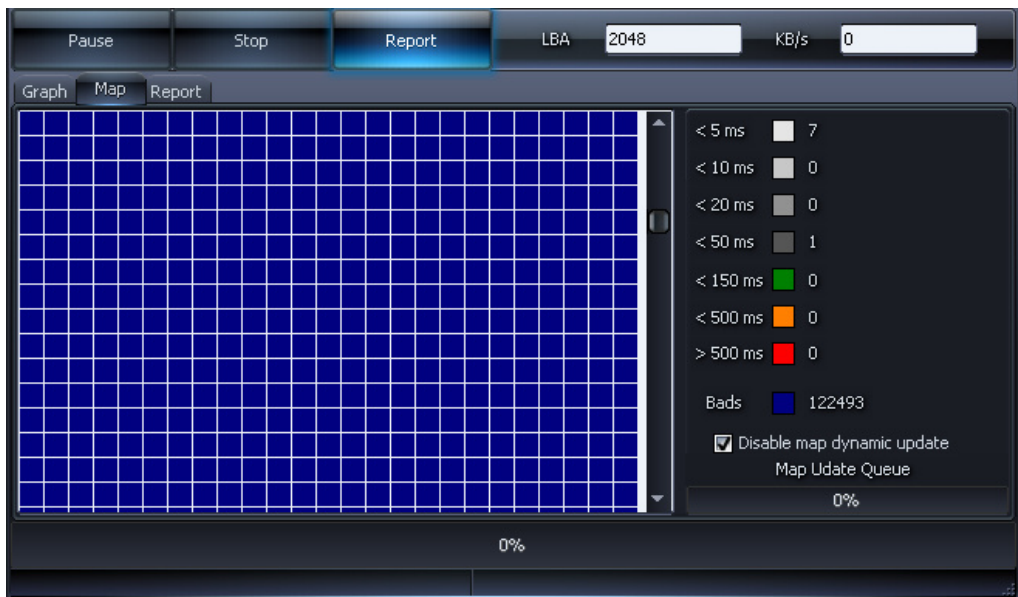 Pause Stop Report LBA 2048 KB/s 0
Graph Map Report
< 5 ms 7
< 10 ms 0
< 20 ms 0
< 50 ms 1
< 150 ms 0
< 500 ms 0
> 500 ms 0
Bads 122493
Disable map dynamic update
Map Udate Queue
0%
0%